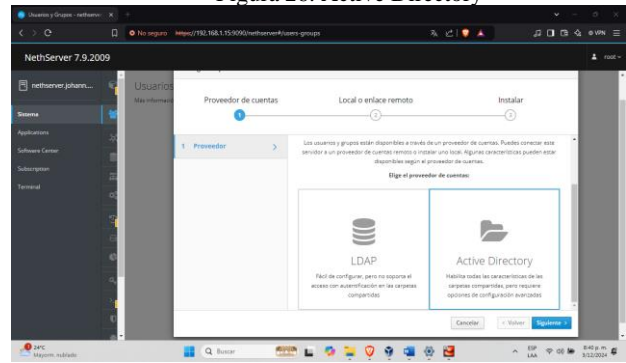 Figura 26. Active Directory
Usuarios y Grupos - nethserver
No seguro https://192.168.1.15:9090/nethserver#/users-groups
VPN
NethServer 7.9.2009
root
nethserver.johann....
Usuarios
Más informaci
Sistema
Applications
Software Center
Subscription
Terminal
Proveedor de cuentas
Local o enlace remoto
Instalar
1
2
3
1 Proveedor
Los usuarios y grupos están disponibles a través de un proveedor de cuentas. Puedes conectar este
servidor a un proveedor de cuentas remoto o instalar uno local. Algunas características pueden estar
disponibles según el proveedor de cuentas.
Elige el proveedor de cuentas:
LDAP
Fácil de configurar, pero no soporta el
acceso con autentificación en las carpetas
compartidas
Active Directory
Habilita todas las características de las
carpetas compartidas, pero requiere
opciones de configuración avanzadas
Cancelar
< Volver
Siguiente >
24°C
Mayorm. nublado
Buscar
ESP
LAA
8:40 p. m.
3/12/2024